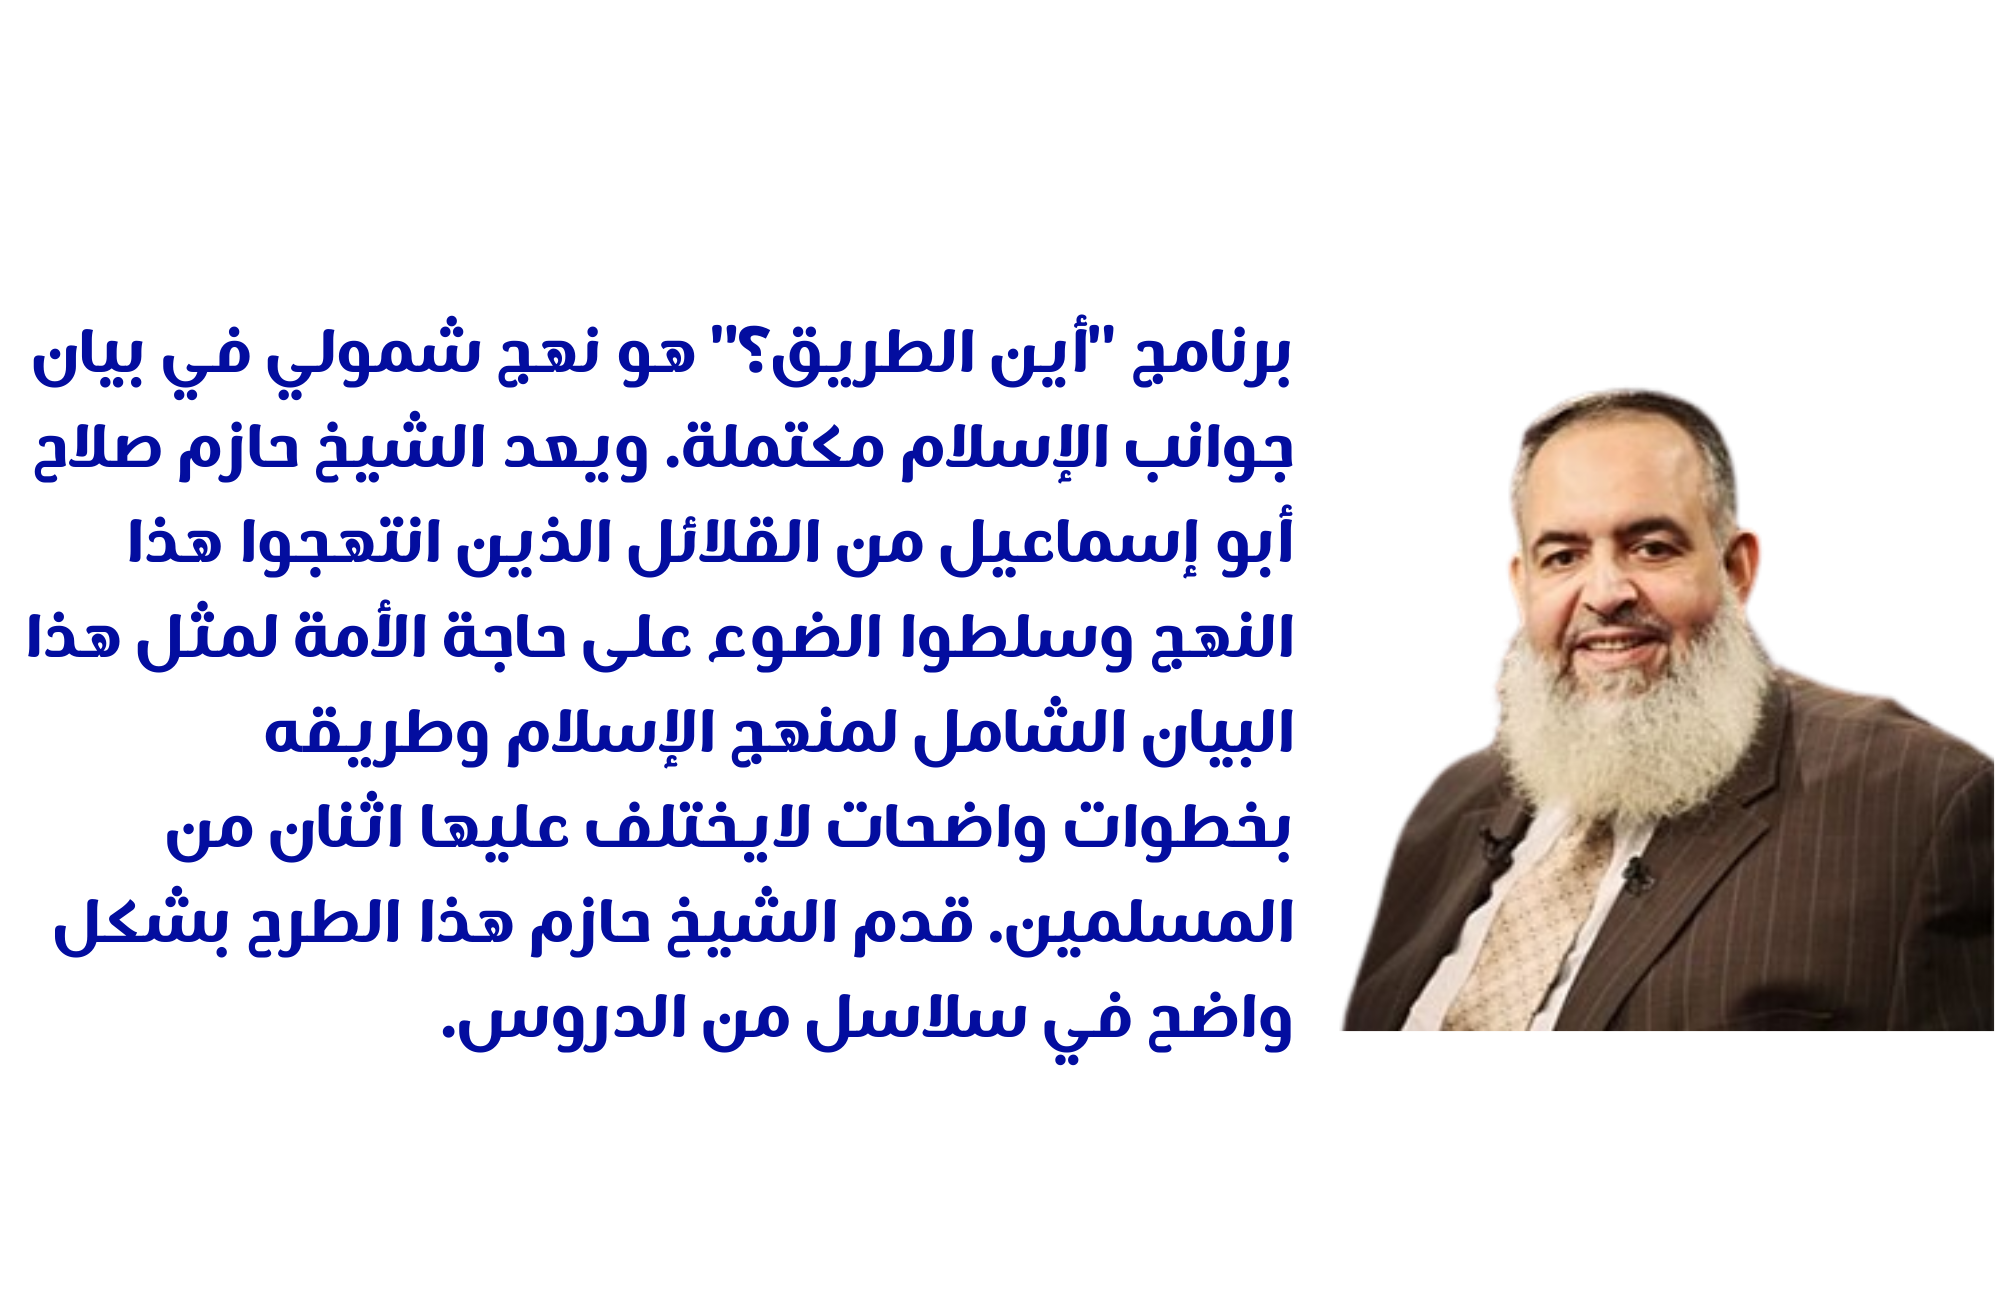 برنامج "أين الطريق؟" هو نهج شمولي في بيان
جوانب الإسلام مكتملة. ويعد الشيخ حازم صلاح
أبو إسماعيل من القلائل الذين انتهجوا هذا
النهج وسلطوا الضوء على حاجة الأمة لمثل هذا
البيان الشامل لمنهج الإسلام وطريقه
بخطوات واضحات لايختلف عليها اثنان من
المسلمين. قدم الشيخ حازم هذا الطرح بشكل
واضح في سلاسل من الدروس.